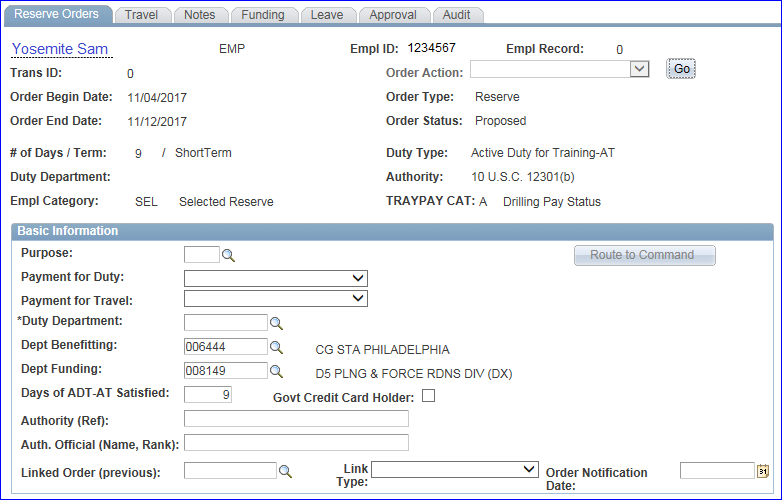 Reserve Orders Travel Notes Funding Leave Approval Audit
Yosemite Sam EMP Empl ID: 1234567 Empl Record: 0
Trans ID: 0 Order Action: Go
Order Begin Date: 11/04/2017 Order Type: Reserve
Order End Date: 11/12/2017 Order Status: Proposed
# of Days / Term: 9 / ShortTerm Duty Type: Active Duty for Training-AT
Duty Department: Authority: 10 U.S.C. 12301(b)
Empl Category: SEL Selected Reserve TRAYPAY CAT: A Drilling Pay Status
Basic Information
Purpose: Route to Command
Payment for Duty:
Payment for Travel:
*Duty Department:
Dept Benefitting: 006444 CG STA PHILADELPHIA
Dept Funding: 008149 D5 PLNG & FORCE RDNS DIV (DX)
Days of ADT-AT Satisfied: 9 Govt Credit Card Holder:
Authority (Ref):
Auth. Official (Name, Rank):
Linked Order (previous): Link Type: Order Notification Date: 31